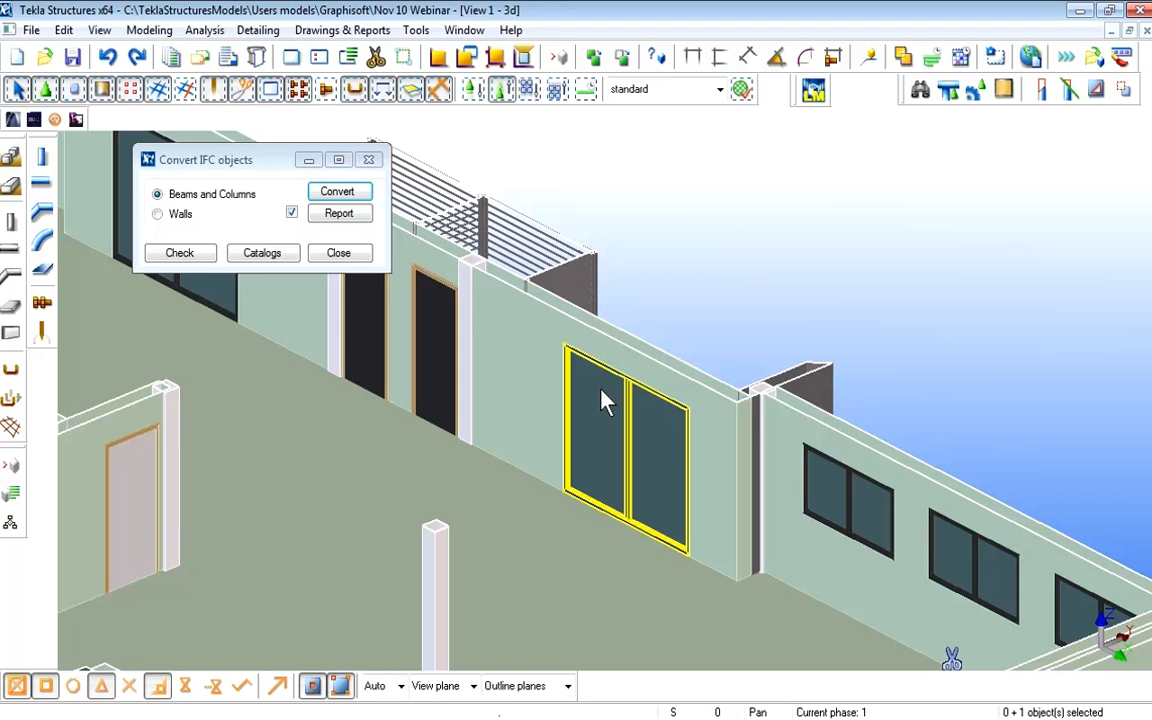 Tekla Structures x64 - C:\TeklaStructuresModels\Users models\Graphisoft\Nov 10 Webinar - [View 1 - 3d]
File Edit View Modeling Analysis Detailing Drawings & Reports Tools Window Help
standard
Convert IFC objects
Beams and Columns Convert
Walls Report
Check Catalogs Close
Z
Auto View plane Outline planes
S 0 Pan Current phase: 1 0 + 1 object(s) selected